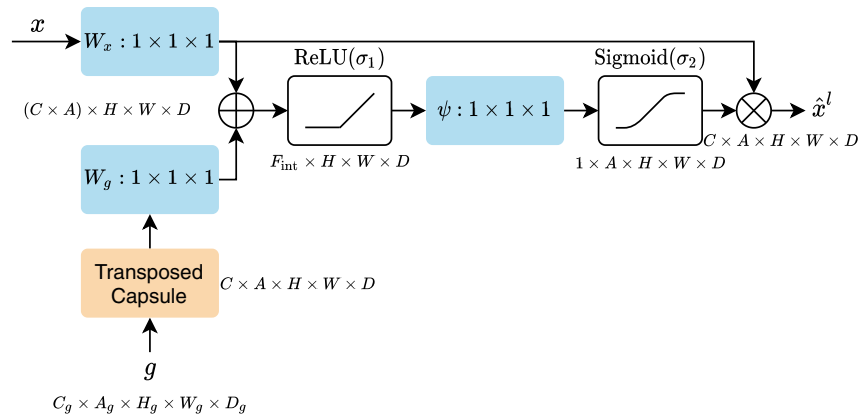 x
W_x : 1 × 1 × 1
ReLU(σ_1)
Sigmoid(σ_2)
(C × A) × H × W × D
ψ : 1 × 1 × 1
x̂^l
C × A × H × W × D
F_int × H × W × D
1 × A × H × W × D
W_g : 1 × 1 × 1
Transposed
Capsule
C × A × H × W × D
g
C_g × A_g × H_g × W_g × D_g